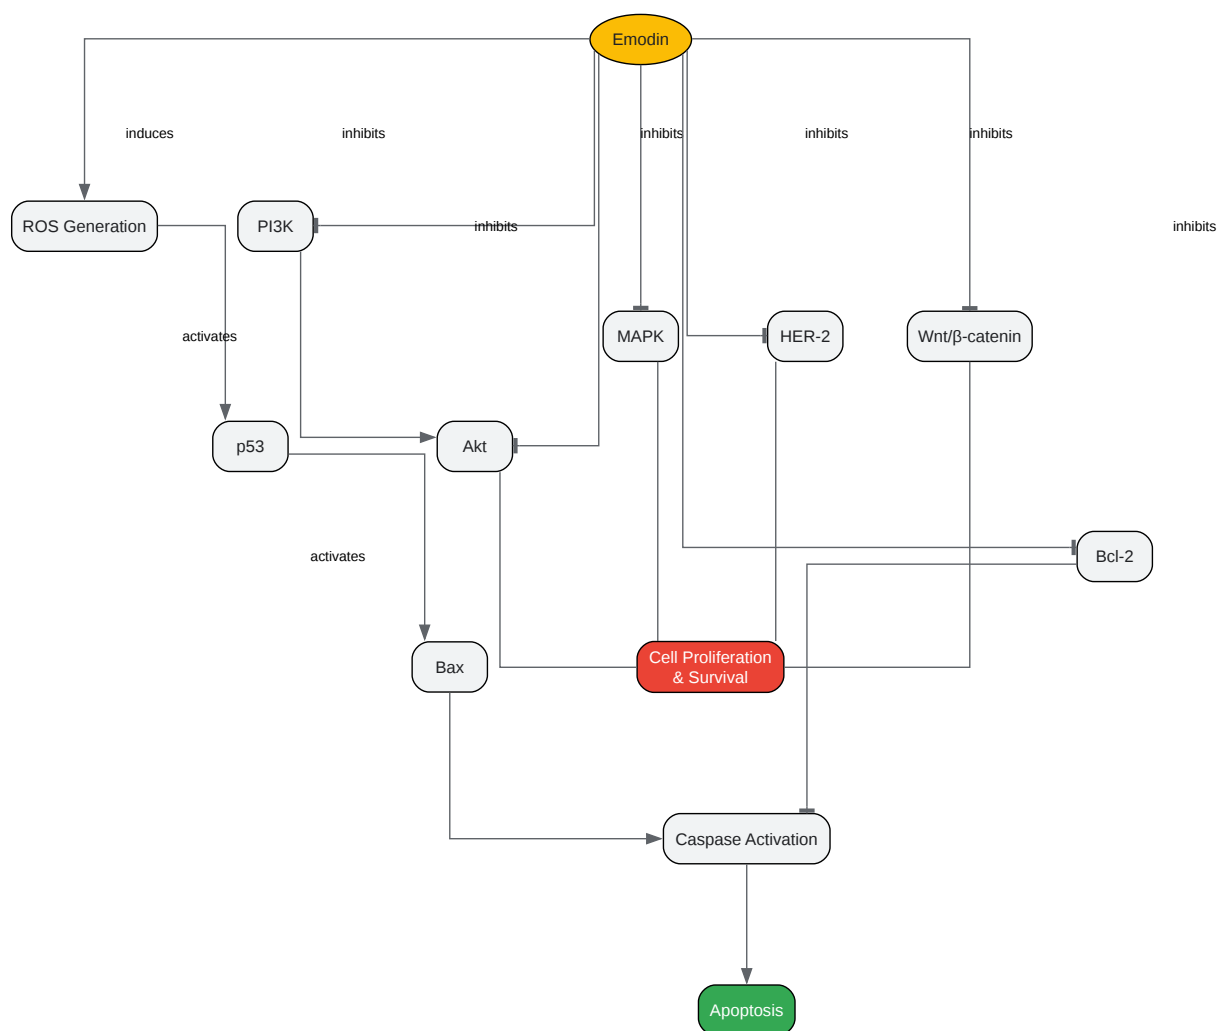 Emodin
induces
inhibits
inhibits
inhibits
inhibits
ROS Generation
PI3K
inhibits
inhibits
activates
MAPK
HER-2
Wnt/β-catenin
p53
Akt
activates
Bcl-2
Bax
Cell Proliferation
& Survival
Caspase Activation
Apoptosis